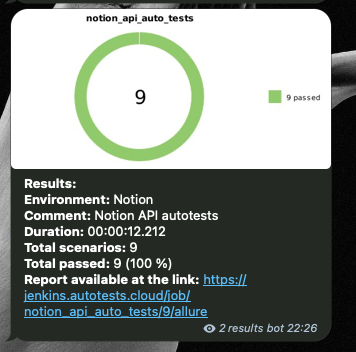 notion_api_auto_tests
9
9 passed
Results:
Environment: Notion
Comment: Notion API autotests
Duration: 00:00:12.212
Total scenarios: 9
Total passed: 9 (100 %)
Report available at the link: https://
jenkins.autotests.cloud/job/
notion_api_auto_tests/9/allure
2 results bot 22:26